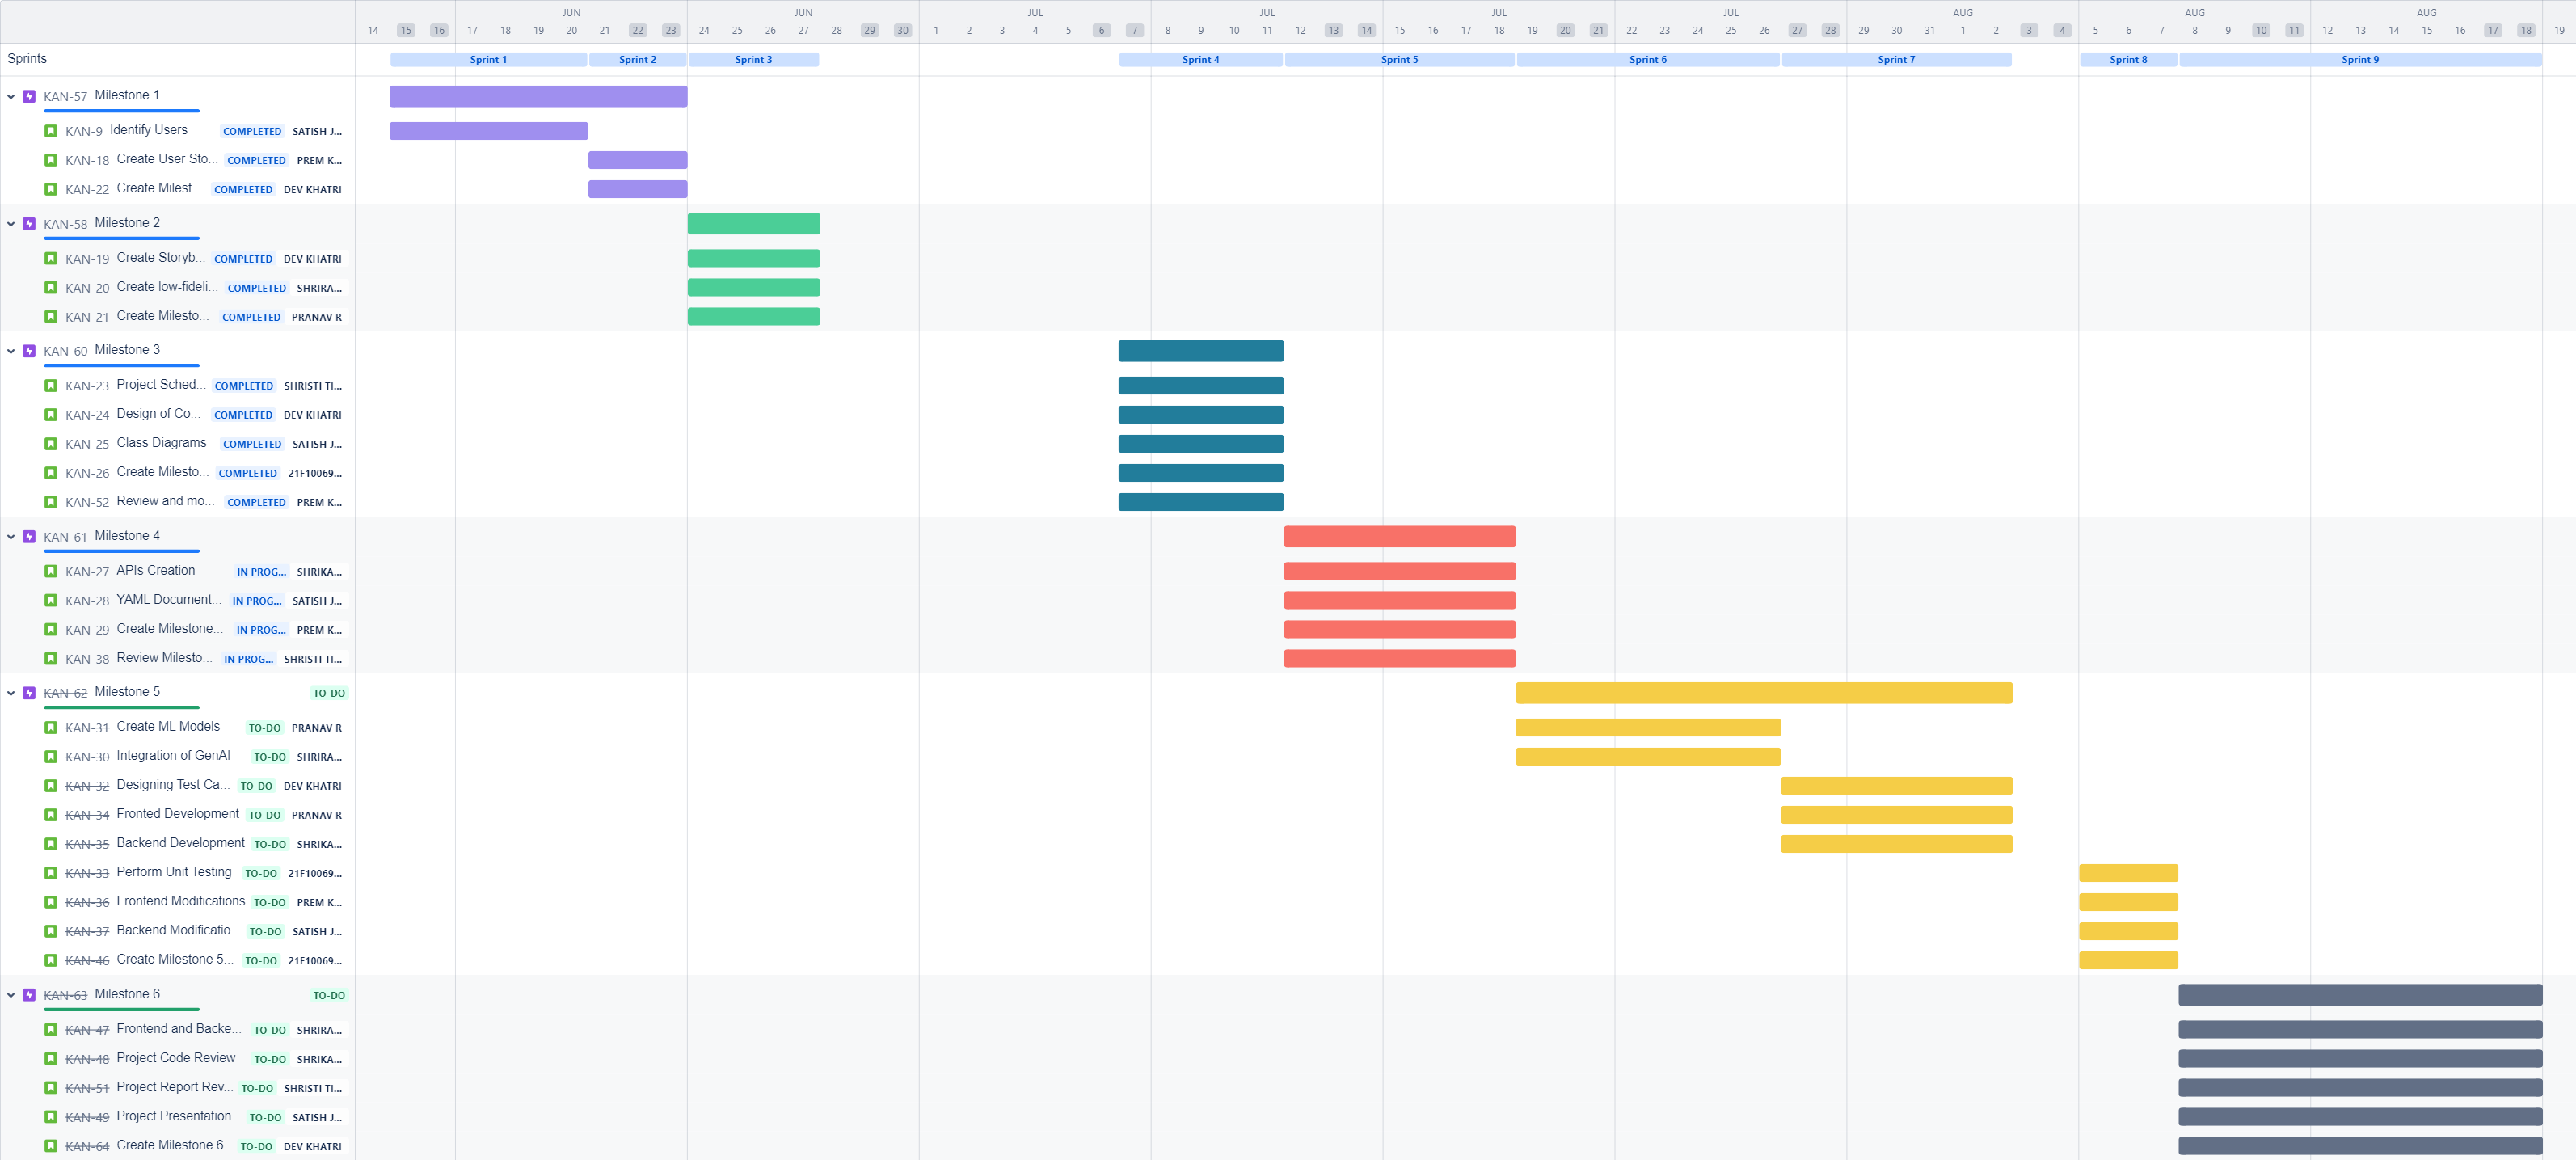 JUN JUN JUL JUL JUL JUL AUG AUG AUG
14 15 16 17 18 19 20 21 22 23 24 25 26 27 28 29 30 1 2 3 4 5 6 7 8 9 10 11 12 13 14 15 16 17 18 19 20 21 22 23 24 25 26 27 28 29 30 31 1 2 3 4 5 6 7 8 9 10 11 12 13 14 15 16 17 18 19
Sprints Sprint 1 Sprint 2 Sprint 3 Sprint 4 Sprint 5 Sprint 6 Sprint 7 Sprint 8 Sprint 9
KAN-57 Milestone 1
KAN-9 Identify Users COMPLETED SATISH J...
KAN-18 Create User Sto... COMPLETED PREM K...
KAN-22 Create Milest... COMPLETED DEV KHATRI
KAN-58 Milestone 2
KAN-19 Create Storyb... COMPLETED DEV KHATRI
KAN-20 Create low-fideli... COMPLETED SHRIRA...
KAN-21 Create Milesto... COMPLETED PRANAV R
KAN-60 Milestone 3
KAN-23 Project Sched... COMPLETED SHRISTI TI...
KAN-24 Design of Co... COMPLETED DEV KHATRI
KAN-25 Class Diagrams COMPLETED SATISH J...
KAN-26 Create Milesto... COMPLETED 21F10069...
KAN-52 Review and mo... COMPLETED PREM K...
KAN-61 Milestone 4
KAN-27 APIs Creation IN PROG... SHRIKA...
KAN-28 YAML Document... IN PROG... SATISH J...
KAN-29 Create Milestone... IN PROG... PREM K...
KAN-38 Review Milesto... IN PROG... SHRISTI TI...
KAN-62 Milestone 5 TO-DO
KAN-31 Create ML Models TO-DO PRANAV R
KAN-30 Integration of GenAI TO-DO SHRIRA...
KAN-32 Designing Test Ca... TO-DO DEV KHATRI
KAN-34 Fronted Development TO-DO PRANAV R
KAN-35 Backend Development TO-DO SHRIKA...
KAN-33 Perform Unit Testing TO-DO 21F10069...
KAN-36 Frontend Modifications TO-DO PREM K...
KAN-37 Backend Modificatio... TO-DO SATISH J...
KAN-46 Create Milestone 5... TO-DO 21F10069...
KAN-63 Milestone 6 TO-DO
KAN-47 Frontend and Backe... TO-DO SHRIRA...
KAN-48 Project Code Review TO-DO SHRIKA...
KAN-51 Project Report Rev... TO-DO SHRISTI TI...
KAN-49 Project Presentation... TO-DO SATISH J...
KAN-64 Create Milestone 6... TO-DO DEV KHATRI